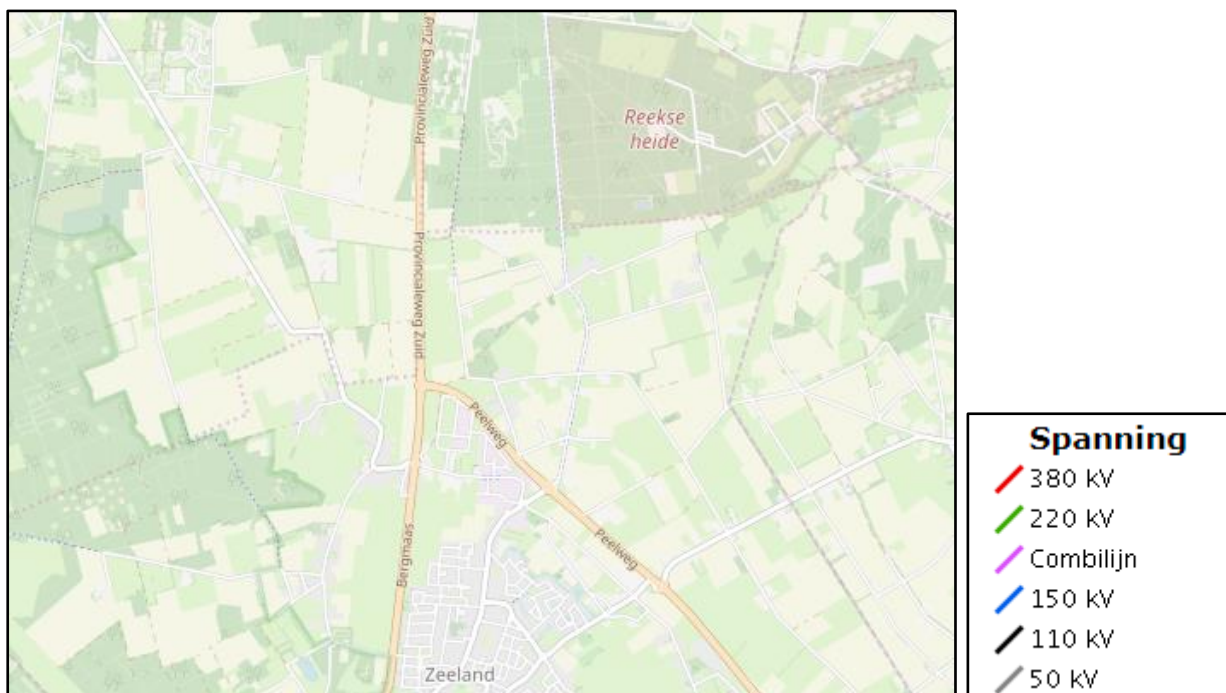 Provincialeweg Zuid
Reekse
heide
Provincialeweg Zuid
Peelweg
Bergmaas
Peelweg
Zeeland
Spanning
380 kV
220 kV
Combilijn
150 kV
110 kV
50 kV